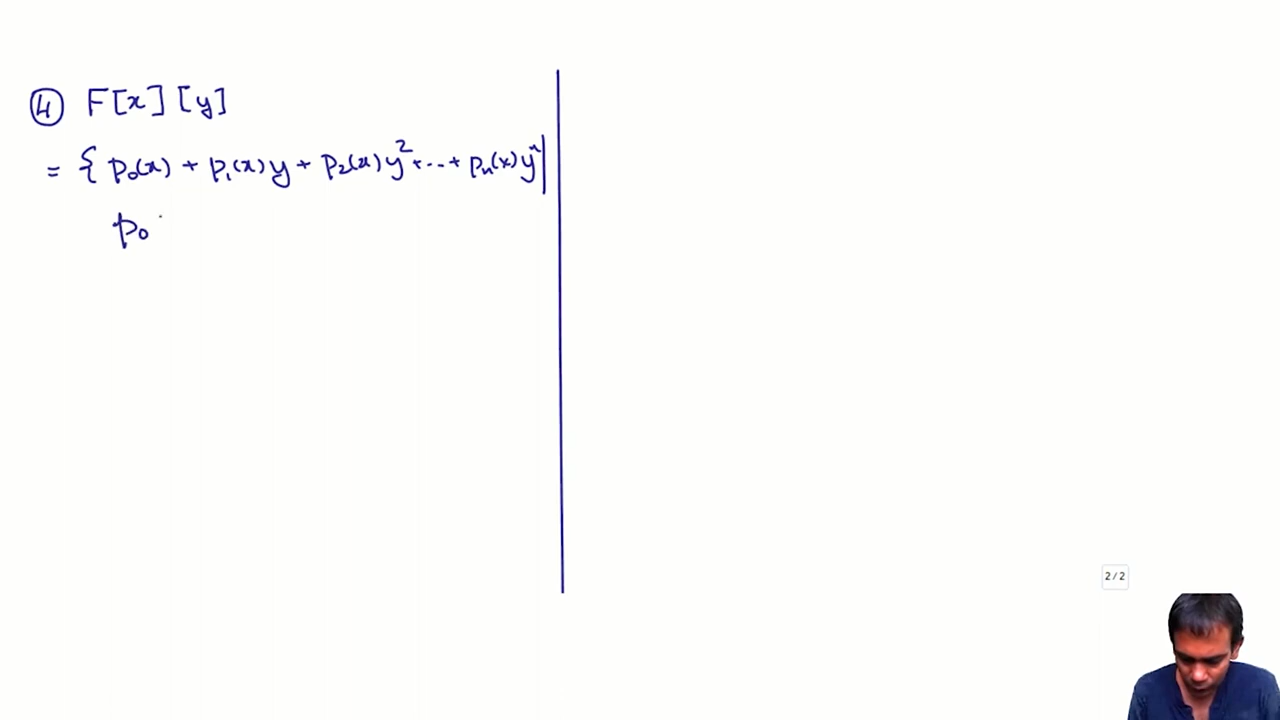 ④ F[x][y]
= { p₀(x) + p₁(x)y + p₂(x)y² + ... + pₙ(x)yⁿ |
p₀
2 / 2